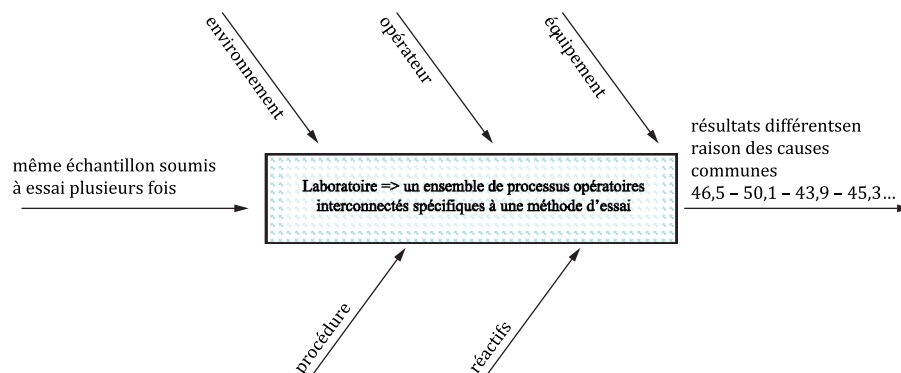 environnement
opérateur
équipement
même échantillon soumis
à essai plusieurs fois
Laboratoire => un ensemble de processus opératoires
interconnectés spécifiques à une méthode d'essai
résultats différentsen
raison des causes
communes
46,5 – 50,1 – 43,9 – 45,3...
procédure
réactifs